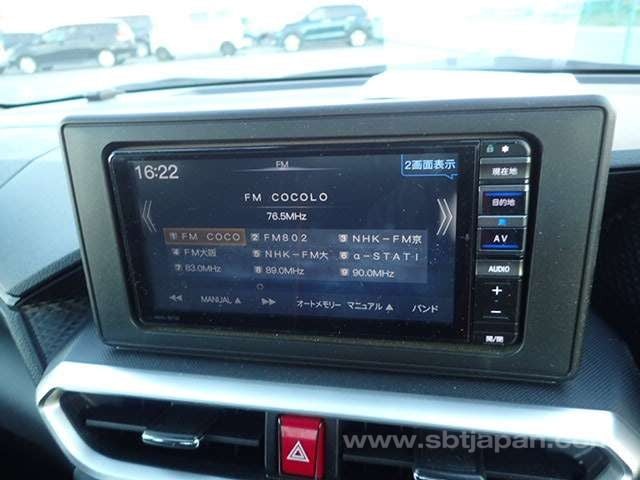 16:22
FM
2画面表示
FM COCOLO
76.5MHz
1 FM COCO 2 FM802 3 NHK-FM京
4 FM大阪 5 NHK-FM大 6 α-STATI
7 83.0MHz 8 89.0MHz 9 90.0MHz
MANUAL▲ オートメモリー マニュアル▲ バンド
現在地
目的地
AV
AUDIO
+
-
開/閉
www.sbtjapan.com